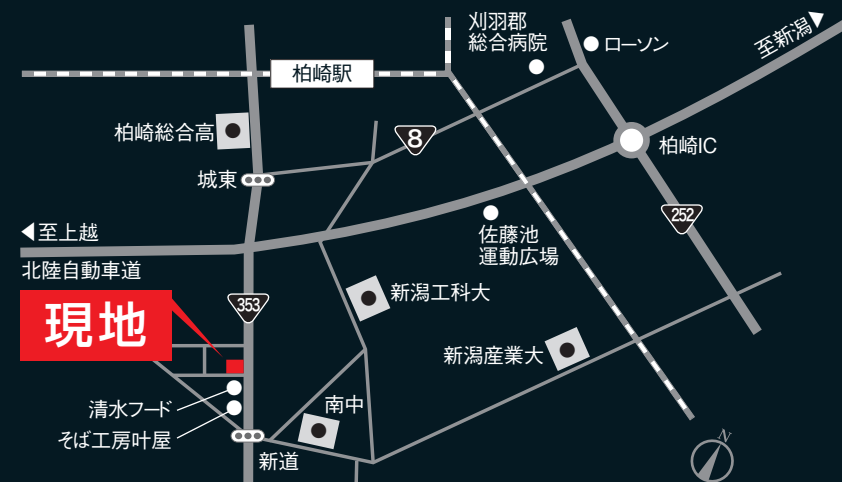 刈羽郡
総合病院
ローソン
至新潟
柏崎駅
柏崎総合高
8
柏崎IC
城東
252
至上越
佐藤池
運動広場
北陸自動車道
353
新潟工科大
現地
新潟産業大
清水フード
南中
そば工房叶屋
新道
N